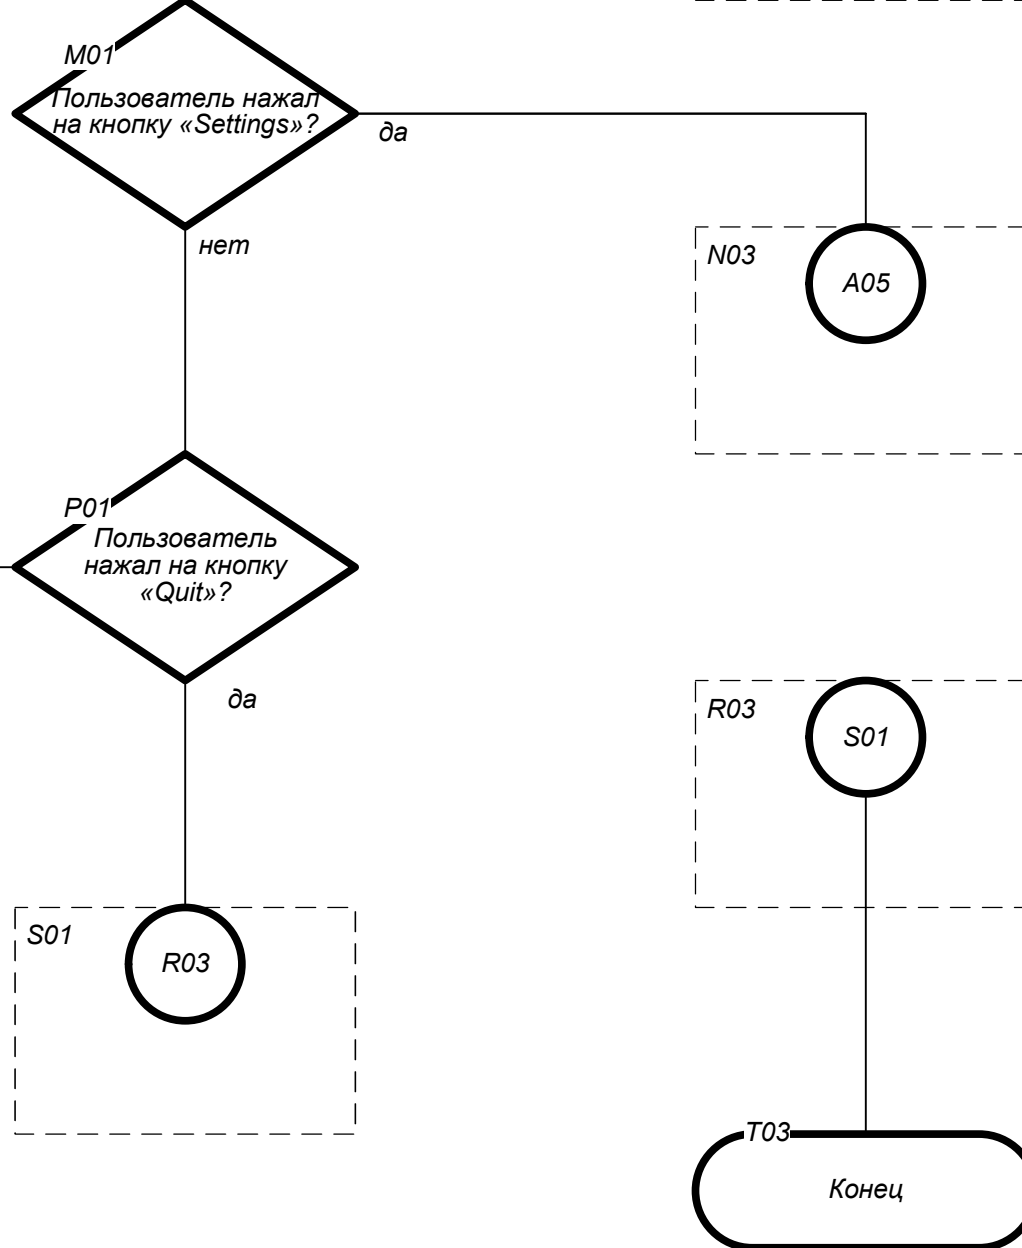 M01
Пользователь нажал
на кнопку «Settings»?
да
нет
N03
A05
P01
Пользователь
нажал на кнопку
«Quit»?
да
R03
S01
S01
R03
T03
Конец